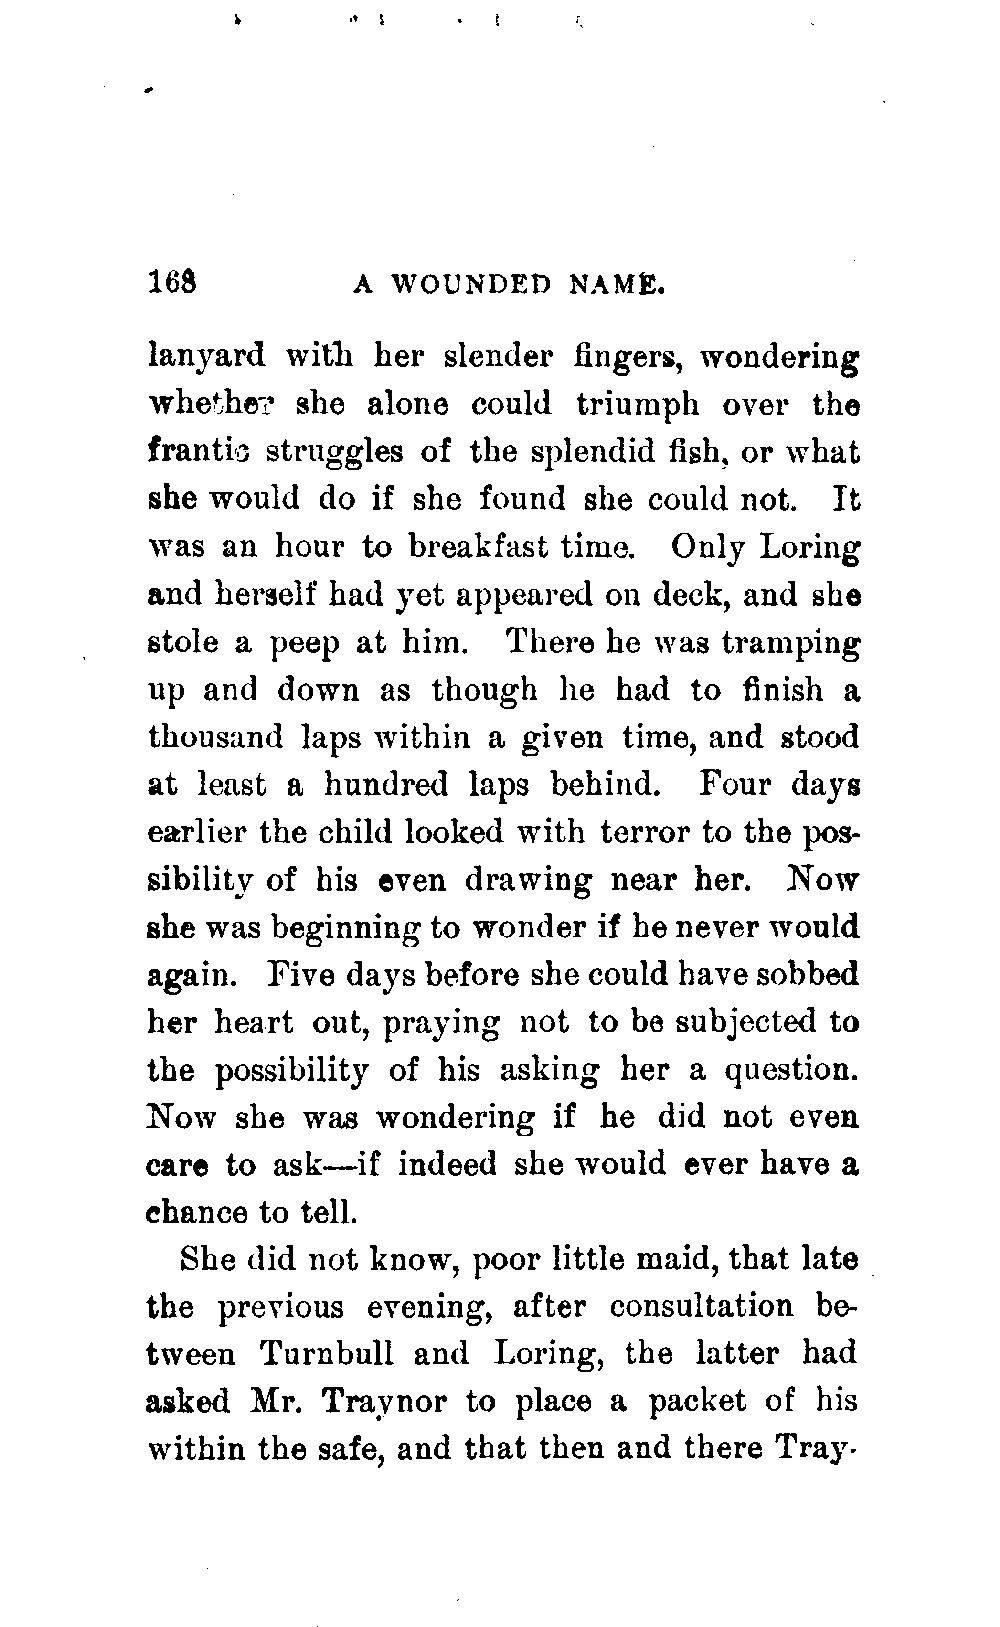 168 A WOUNDED NAME.
lanyard with her slender fingers, wondering
whether she alone could triumph over the
frantic struggles of the splendid fish, or what
she would do if she found she could not. It
was an hour to breakfast time. Only Loring
and herself had yet appeared on deck, and she
stole a peep at him. There he was tramping
up and down as though he had to finish a
thousand laps within a given time, and stood
at least a hundred laps behind. Four days
earlier the child looked with terror to the pos-
sibility of his even drawing near her. Now
she was beginning to wonder if he never would
again. Five days before she could have sobbed
her heart out, praying not to be subjected to
the possibility of his asking her a question.
Now she was wondering if he did not even
care to ask—if indeed she would ever have a
chance to tell.
She did not know, poor little maid, that late
the previous evening, after consultation be-
tween Turnbull and Loring, the latter had
asked Mr. Traynor to place a packet of his
within the safe, and that then and there Tray-